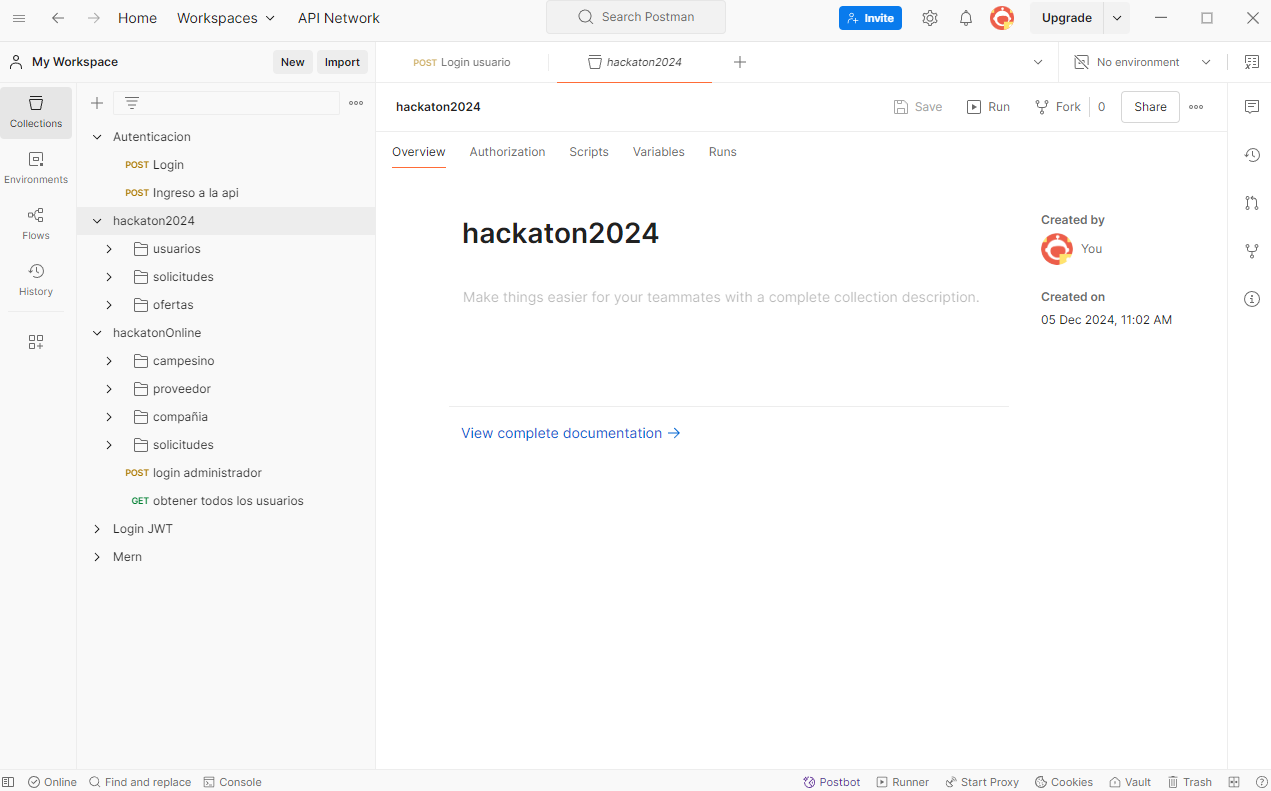 Home Workspaces API Network Search Postman Invite Upgrade
My Workspace New Import POST Login usuario hackaton2024 No environment
Collections
Environments
Flows
History
Autenticacion
POST Login
POST Ingreso a la api
hackaton2024
usuarios
solicitudes
ofertas
hackatonOnline
campesino
proveedor
compañia
solicitudes
POST login administrador
GET obtener todos los usuarios
Login JWT
Mern
hackaton2024 Save Run Fork 0 Share
Overview Authorization Scripts Variables Runs
hackaton2024
Make things easier for your teammates with a complete collection description.
View complete documentation →
Created by
You
Created on
05 Dec 2024, 11:02 AM
Online Find and replace Console Postbot Runner Start Proxy Cookies Vault Trash